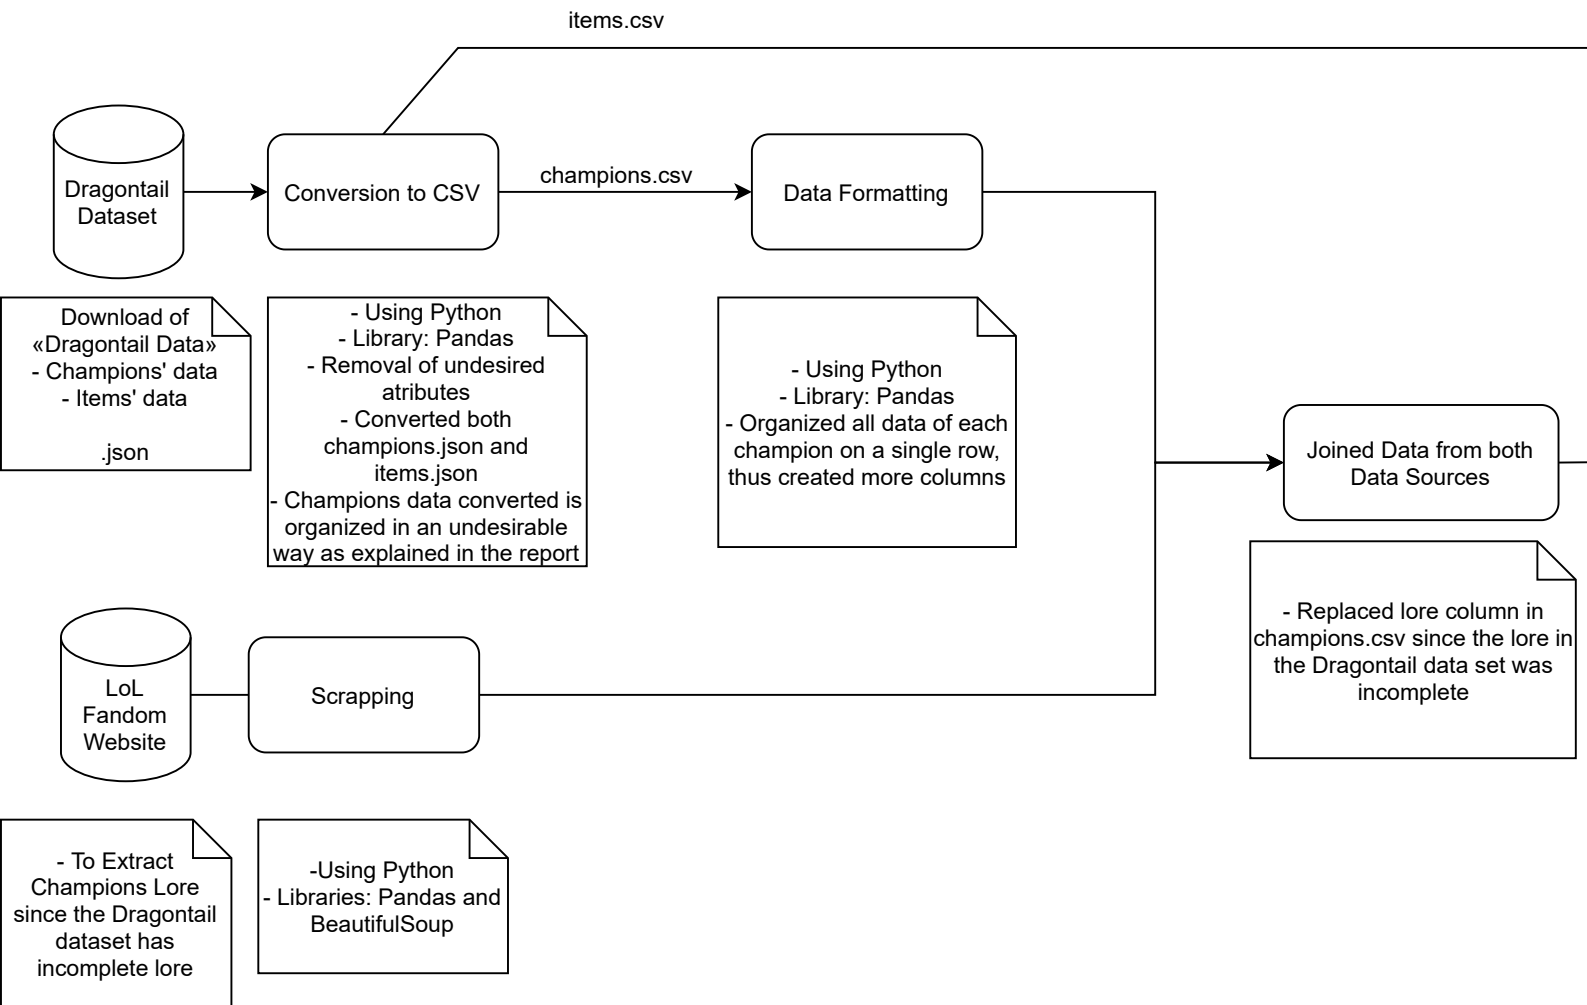 items.csv
Dragontail
Dataset
Conversion to CSV
champions.csv
Data Formatting
Download of
«Dragontail Data»
- Champions' data
- Items' data
.json
- Using Python
- Library: Pandas
- Removal of undesired
atributes
- Converted both
champions.json and
items.json
- Champions data converted is
organized in an undesirable
way as explained in the report
- Using Python
- Library: Pandas
- Organized all data of each
champion on a single row,
thus created more columns
Joined Data from both
Data Sources
- Replaced lore column in
champions.csv since the lore in
the Dragontail data set was
incomplete
LoL
Fandom
Website
Scrapping
- To Extract
Champions Lore
since the Dragontail
dataset has
incomplete lore
-Using Python
- Libraries: Pandas and
BeautifulSoup